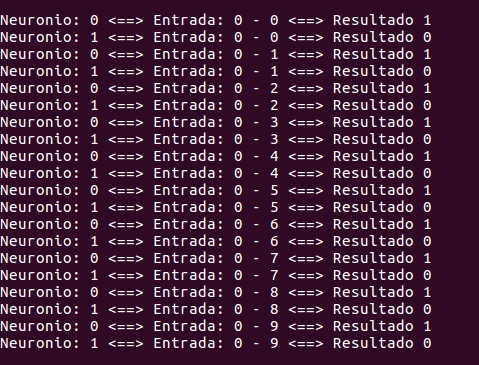 Neuronio: 0 <==> Entrada: 0 - 0 <==> Resultado 1
Neuronio: 1 <==> Entrada: 0 - 0 <==> Resultado 0
Neuronio: 0 <==> Entrada: 0 - 1 <==> Resultado 1
Neuronio: 1 <==> Entrada: 0 - 1 <==> Resultado 0
Neuronio: 0 <==> Entrada: 0 - 2 <==> Resultado 1
Neuronio: 1 <==> Entrada: 0 - 2 <==> Resultado 0
Neuronio: 0 <==> Entrada: 0 - 3 <==> Resultado 1
Neuronio: 1 <==> Entrada: 0 - 3 <==> Resultado 0
Neuronio: 0 <==> Entrada: 0 - 4 <==> Resultado 1
Neuronio: 1 <==> Entrada: 0 - 4 <==> Resultado 0
Neuronio: 0 <==> Entrada: 0 - 5 <==> Resultado 1
Neuronio: 1 <==> Entrada: 0 - 5 <==> Resultado 0
Neuronio: 0 <==> Entrada: 0 - 6 <==> Resultado 1
Neuronio: 1 <==> Entrada: 0 - 6 <==> Resultado 0
Neuronio: 0 <==> Entrada: 0 - 7 <==> Resultado 1
Neuronio: 1 <==> Entrada: 0 - 7 <==> Resultado 0
Neuronio: 0 <==> Entrada: 0 - 8 <==> Resultado 1
Neuronio: 1 <==> Entrada: 0 - 8 <==> Resultado 0
Neuronio: 0 <==> Entrada: 0 - 9 <==> Resultado 1
Neuronio: 1 <==> Entrada: 0 - 9 <==> Resultado 0